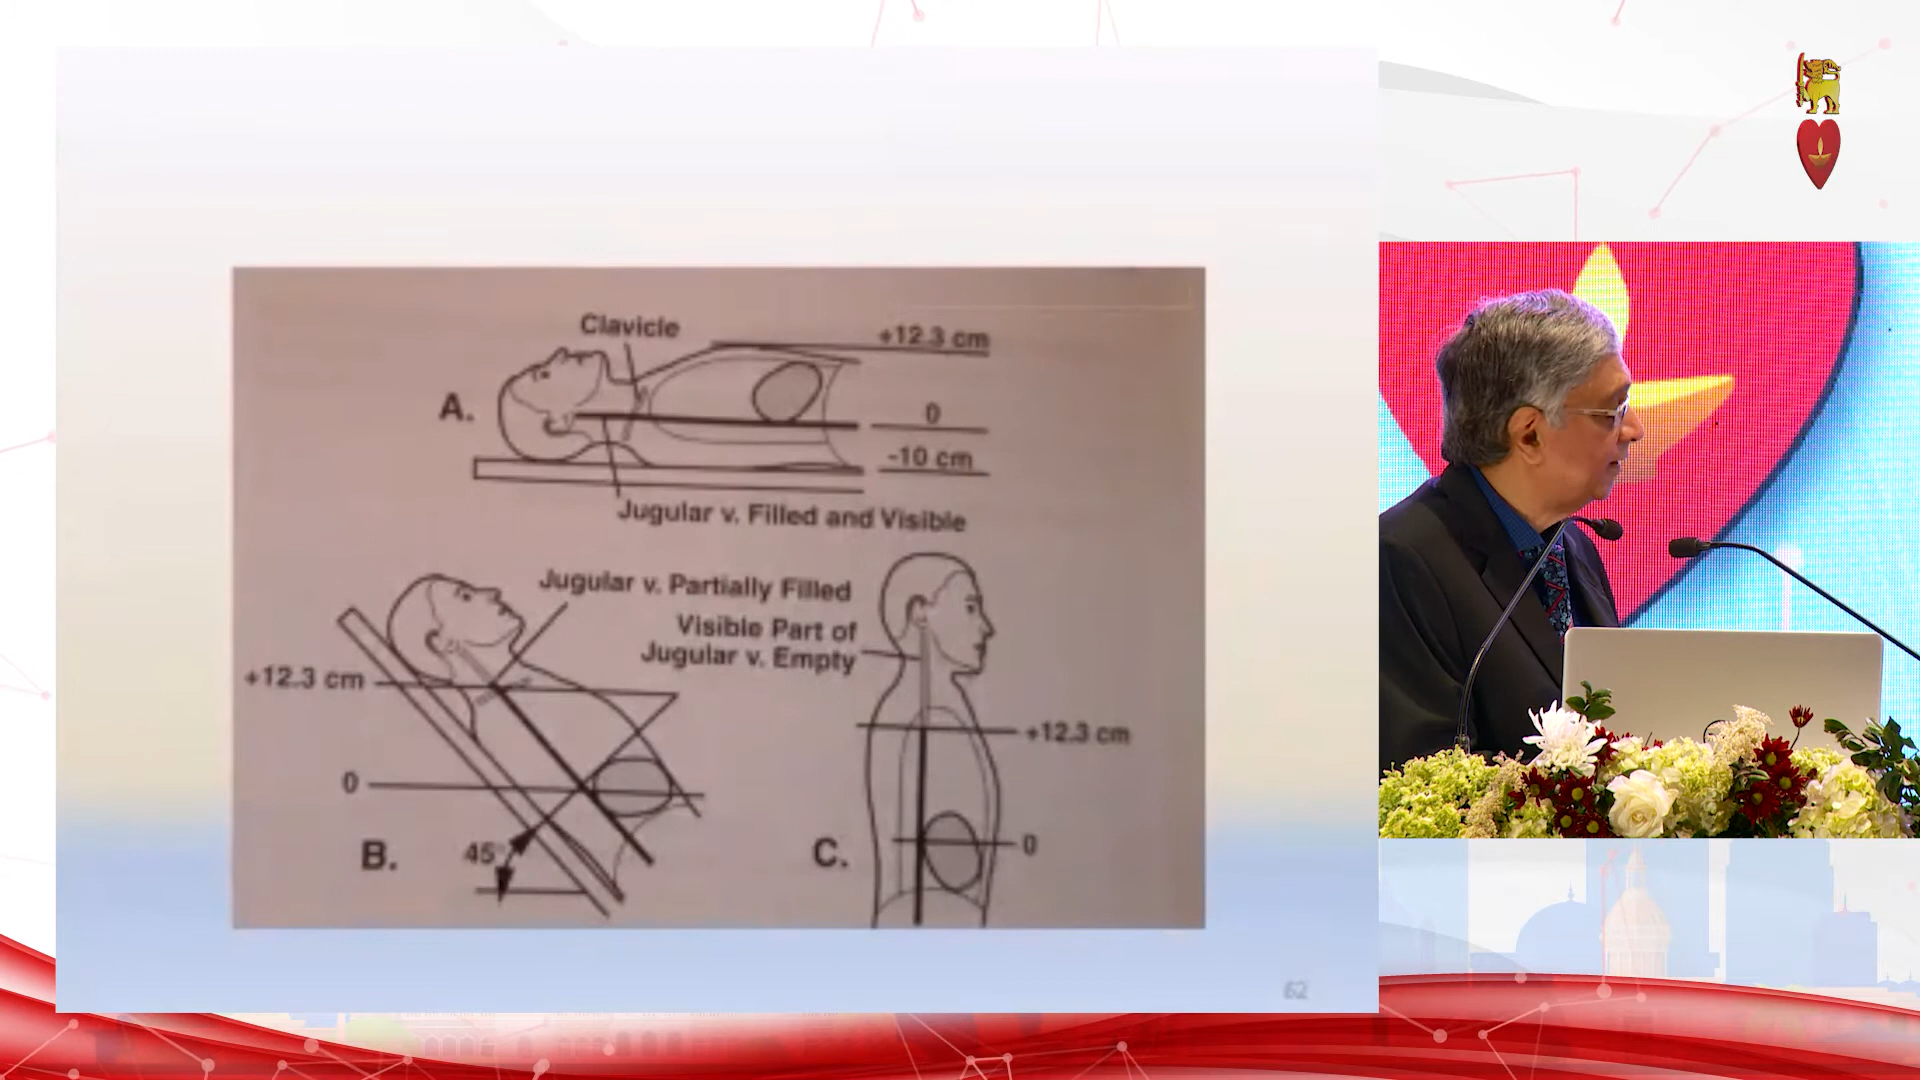 Clavicle
+12.3 cm
A.
0
-10 cm
Jugular v. Filled and Visible
Jugular v. Partially Filled
Visible Part of
Jugular v. Empty
+12.3 cm
+12.3 cm
0
B.
45°
C.
0
62